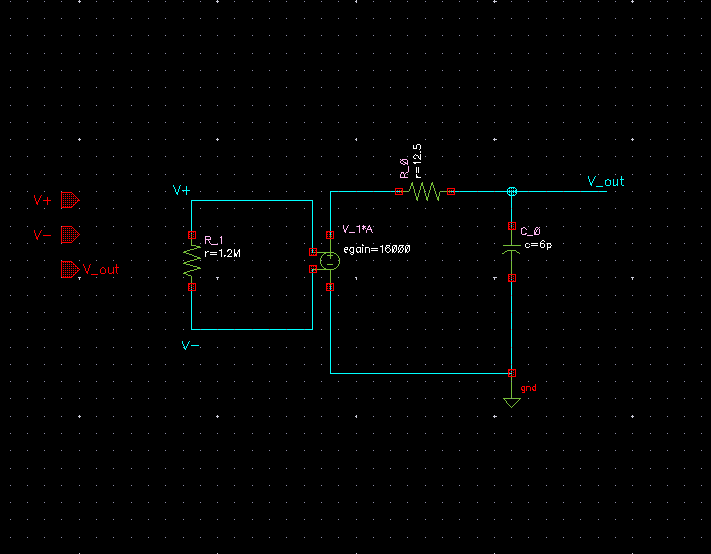 V+
V-
V_out
V+
R_1
r=1.2M
V-
V_1*A
egain=16000
R_0
r=12.5
V_out
C_0
c=6p
gnd